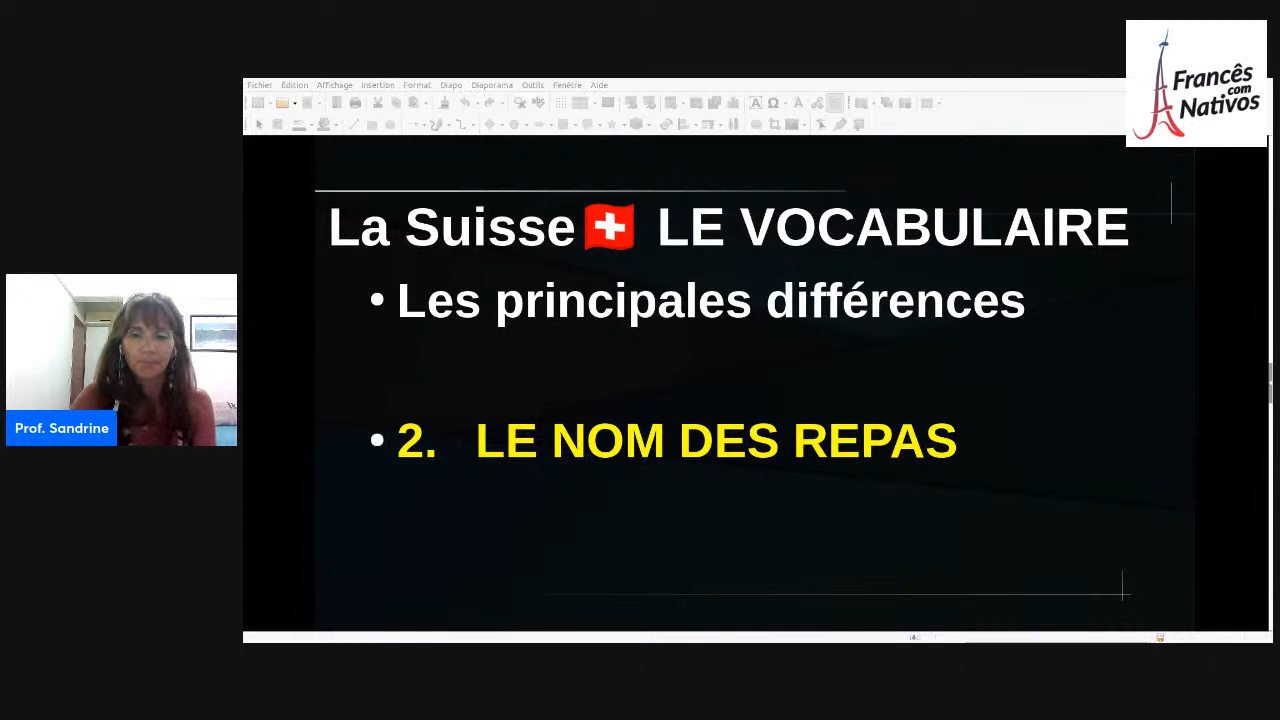 Francês
com
Nativos
Fichier Édition Affichage Insertion Format Diapo Diaporama Outils Fenêtre Aide
La Suisse🇨🇭 LE VOCABULAIRE
• Les principales différences
• 2. LE NOM DES REPAS
Prof. Sandrine